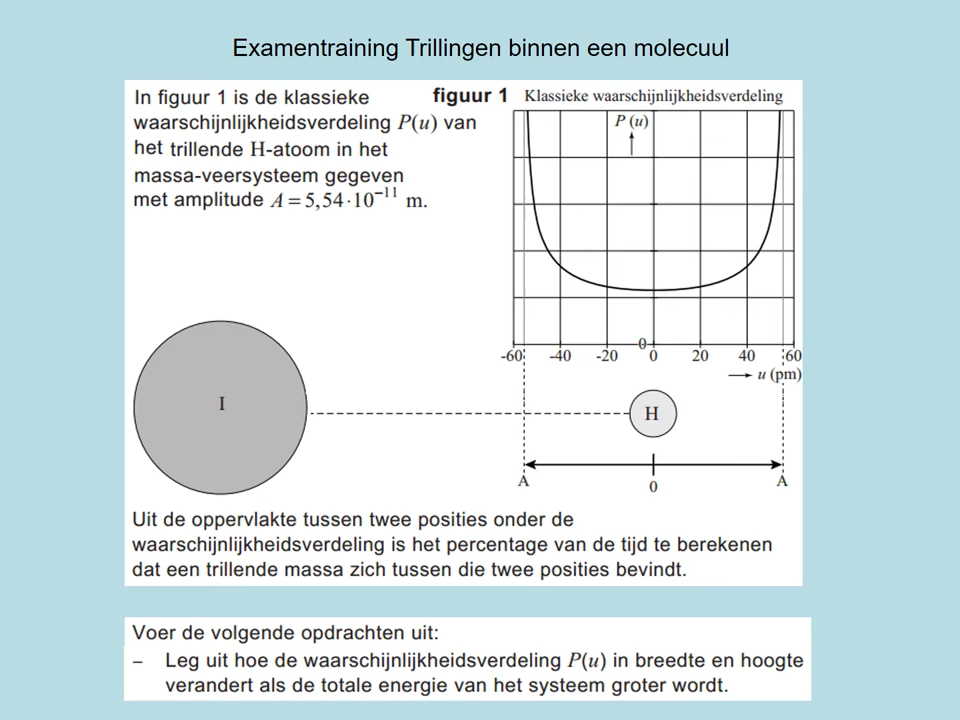 Examentraining Trillingen binnen een molecuul
In figuur 1 is de klassieke
waarschijnlijkheidsverdeling P(u) van
het trillende H-atoom in het
massa-veersysteem gegeven
met amplitude A = 5,54·10⁻¹¹ m.
figuur 1 Klassieke waarschijnlijkheidsverdeling
P (u)
0
-60 -40 -20 0 20 40 60
u (pm)
I
H
A 0 A
Uit de oppervlakte tussen twee posities onder de
waarschijnlijkheidsverdeling is het percentage van de tijd te berekenen
dat een trillende massa zich tussen die twee posities bevindt.
Voer de volgende opdrachten uit:
– Leg uit hoe de waarschijnlijkheidsverdeling P(u) in breedte en hoogte
verandert als de totale energie van het systeem groter wordt.